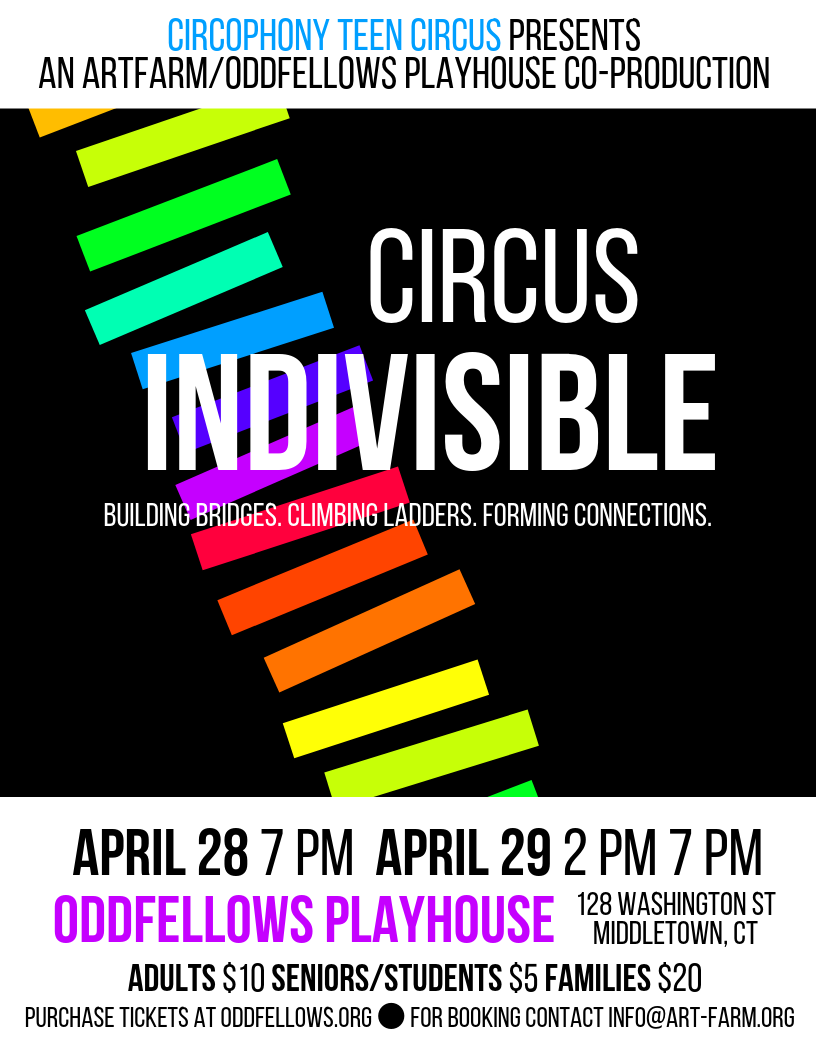 CIRCOPHONY TEEN CIRCUS PRESENTS
AN ARTFARM/ODDFELLOWS PLAYHOUSE CO-PRODUCTION
CIRCUS
INDIVISIBLE
BUILDING BRIDGES. CLIMBING LADDERS. FORMING CONNECTIONS.
APRIL 28 7 PM APRIL 29 2 PM 7 PM
ODDFELLOWS PLAYHOUSE
128 WASHINGTON ST
MIDDLETOWN, CT
ADULTS $10 SENIORS/STUDENTS $5 FAMILIES $20
PURCHASE TICKETS AT ODDFELLOWS.ORG ● FOR BOOKING CONTACT INFO@ART-FARM.ORG